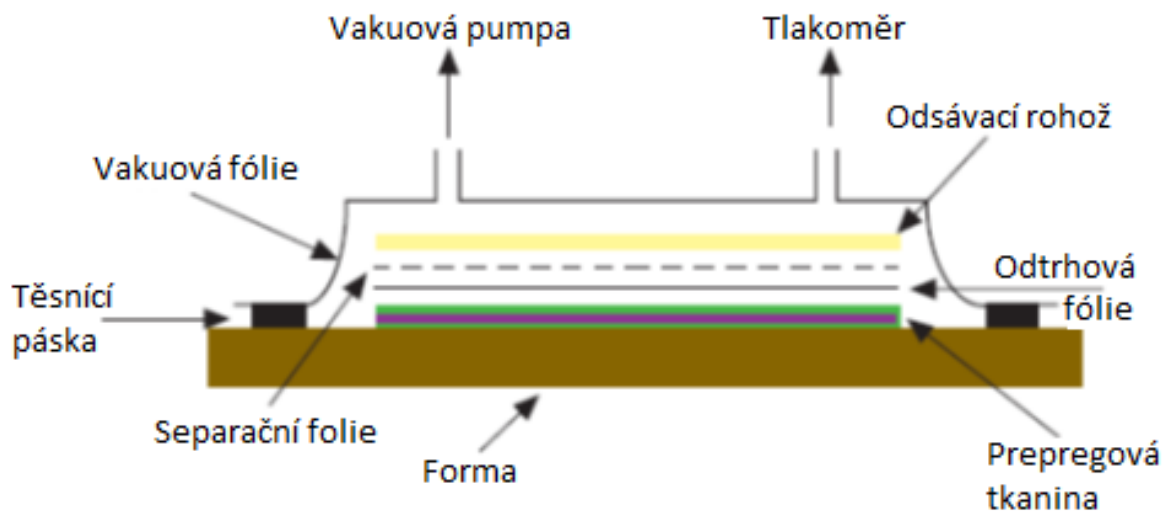 Vakuová pumpa
Tlakoměr
Odsávací rohož
Vakuová fólie
Odtrhová
fólie
Těsnící
páska
Separační folie
Forma
Prepregová
tkanina